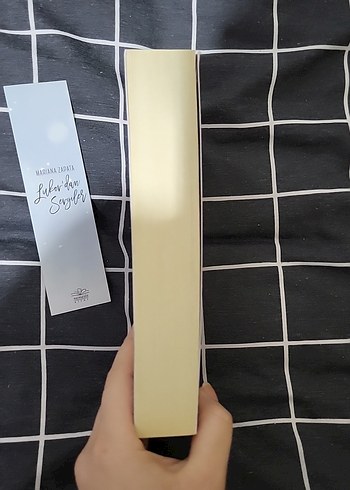 MARIANA ZAPATA
Lukov'dan
Sevgiler